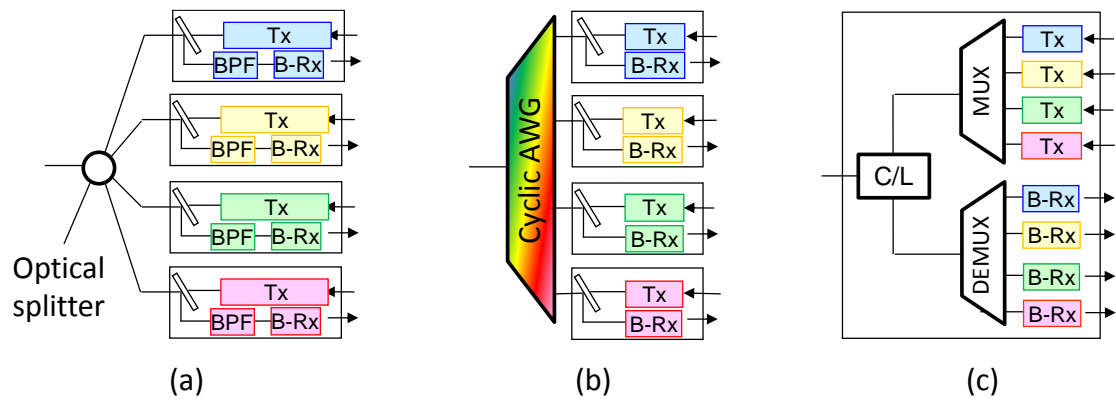 Tx
BPF B-Rx
Tx
BPF B-Rx
Tx
BPF B-Rx
Tx
BPF B-Rx
Optical
splitter
(a)
Cyclic AWG
Tx
B-Rx
Tx
B-Rx
Tx
B-Rx
Tx
B-Rx
(b)
C/L
MUX
Tx
Tx
Tx
Tx
DEMUX
B-Rx
B-Rx
B-Rx
B-Rx
(c)